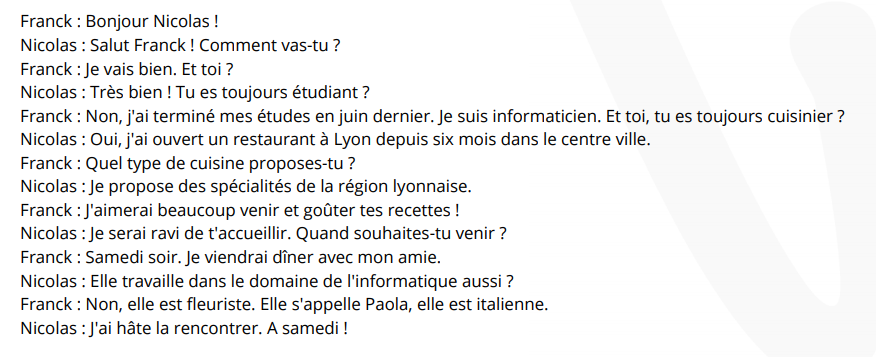 Franck : Bonjour Nicolas !
Nicolas : Salut Franck ! Comment vas-tu ?
Franck : Je vais bien. Et toi ?
Nicolas : Très bien ! Tu es toujours étudiant ?
Franck : Non, j'ai terminé mes études en juin dernier. Je suis informaticien. Et toi, tu es toujours cuisinier ?
Nicolas : Oui, j'ai ouvert un restaurant à Lyon depuis six mois dans le centre ville.
Franck : Quel type de cuisine proposes-tu ?
Nicolas : Je propose des spécialités de la région lyonnaise.
Franck : J'aimerai beaucoup venir et goûter tes recettes !
Nicolas : Je serai ravi de t'accueillir. Quand souhaites-tu venir ?
Franck : Samedi soir. Je viendrai dîner avec mon amie.
Nicolas : Elle travaille dans le domaine de l'informatique aussi ?
Franck : Non, elle est fleuriste. Elle s'appelle Paola, elle est italienne.
Nicolas : J'ai hâte la rencontrer. A samedi !